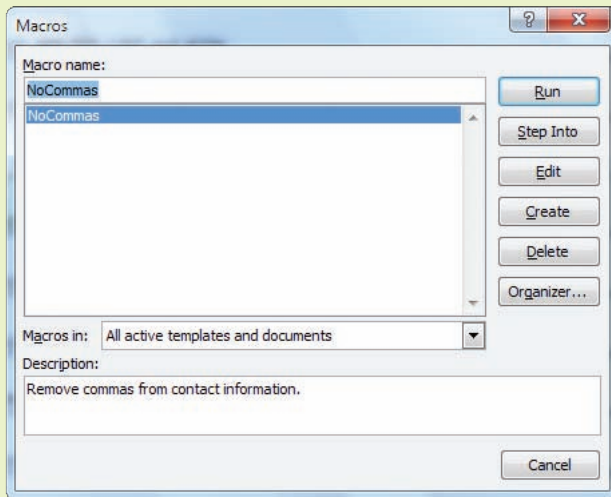 Macros
Macro name:
NoCommas
NoCommas
Run
Step Into
Edit
Create
Delete
Organizer...
Macros in: All active templates and documents
Description:
Remove commas from contact information.
Cancel